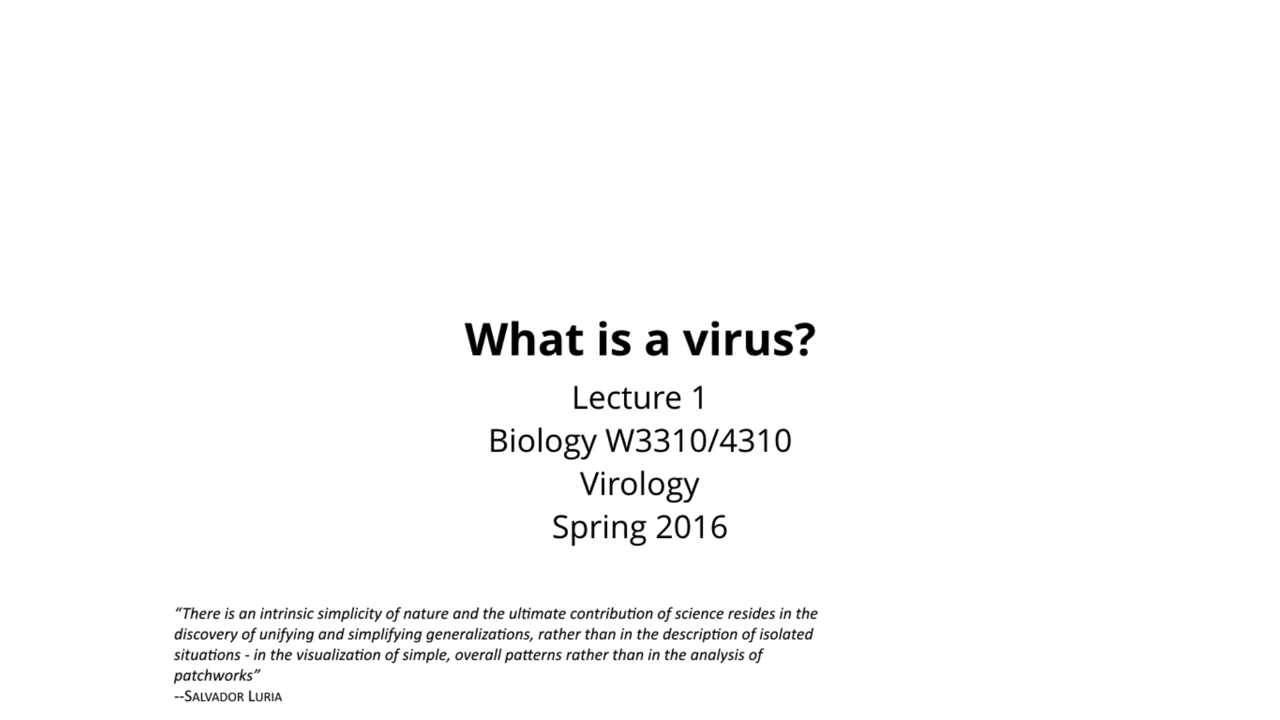 What is a virus?
Lecture 1
Biology W3310/4310
Virology
Spring 2016
“There is an intrinsic simplicity of nature and the ultimate contribution of science resides in the
discovery of unifying and simplifying generalizations, rather than in the description of isolated
situations - in the visualization of simple, overall patterns rather than in the analysis of
patchworks”
--SALVADOR LURIA